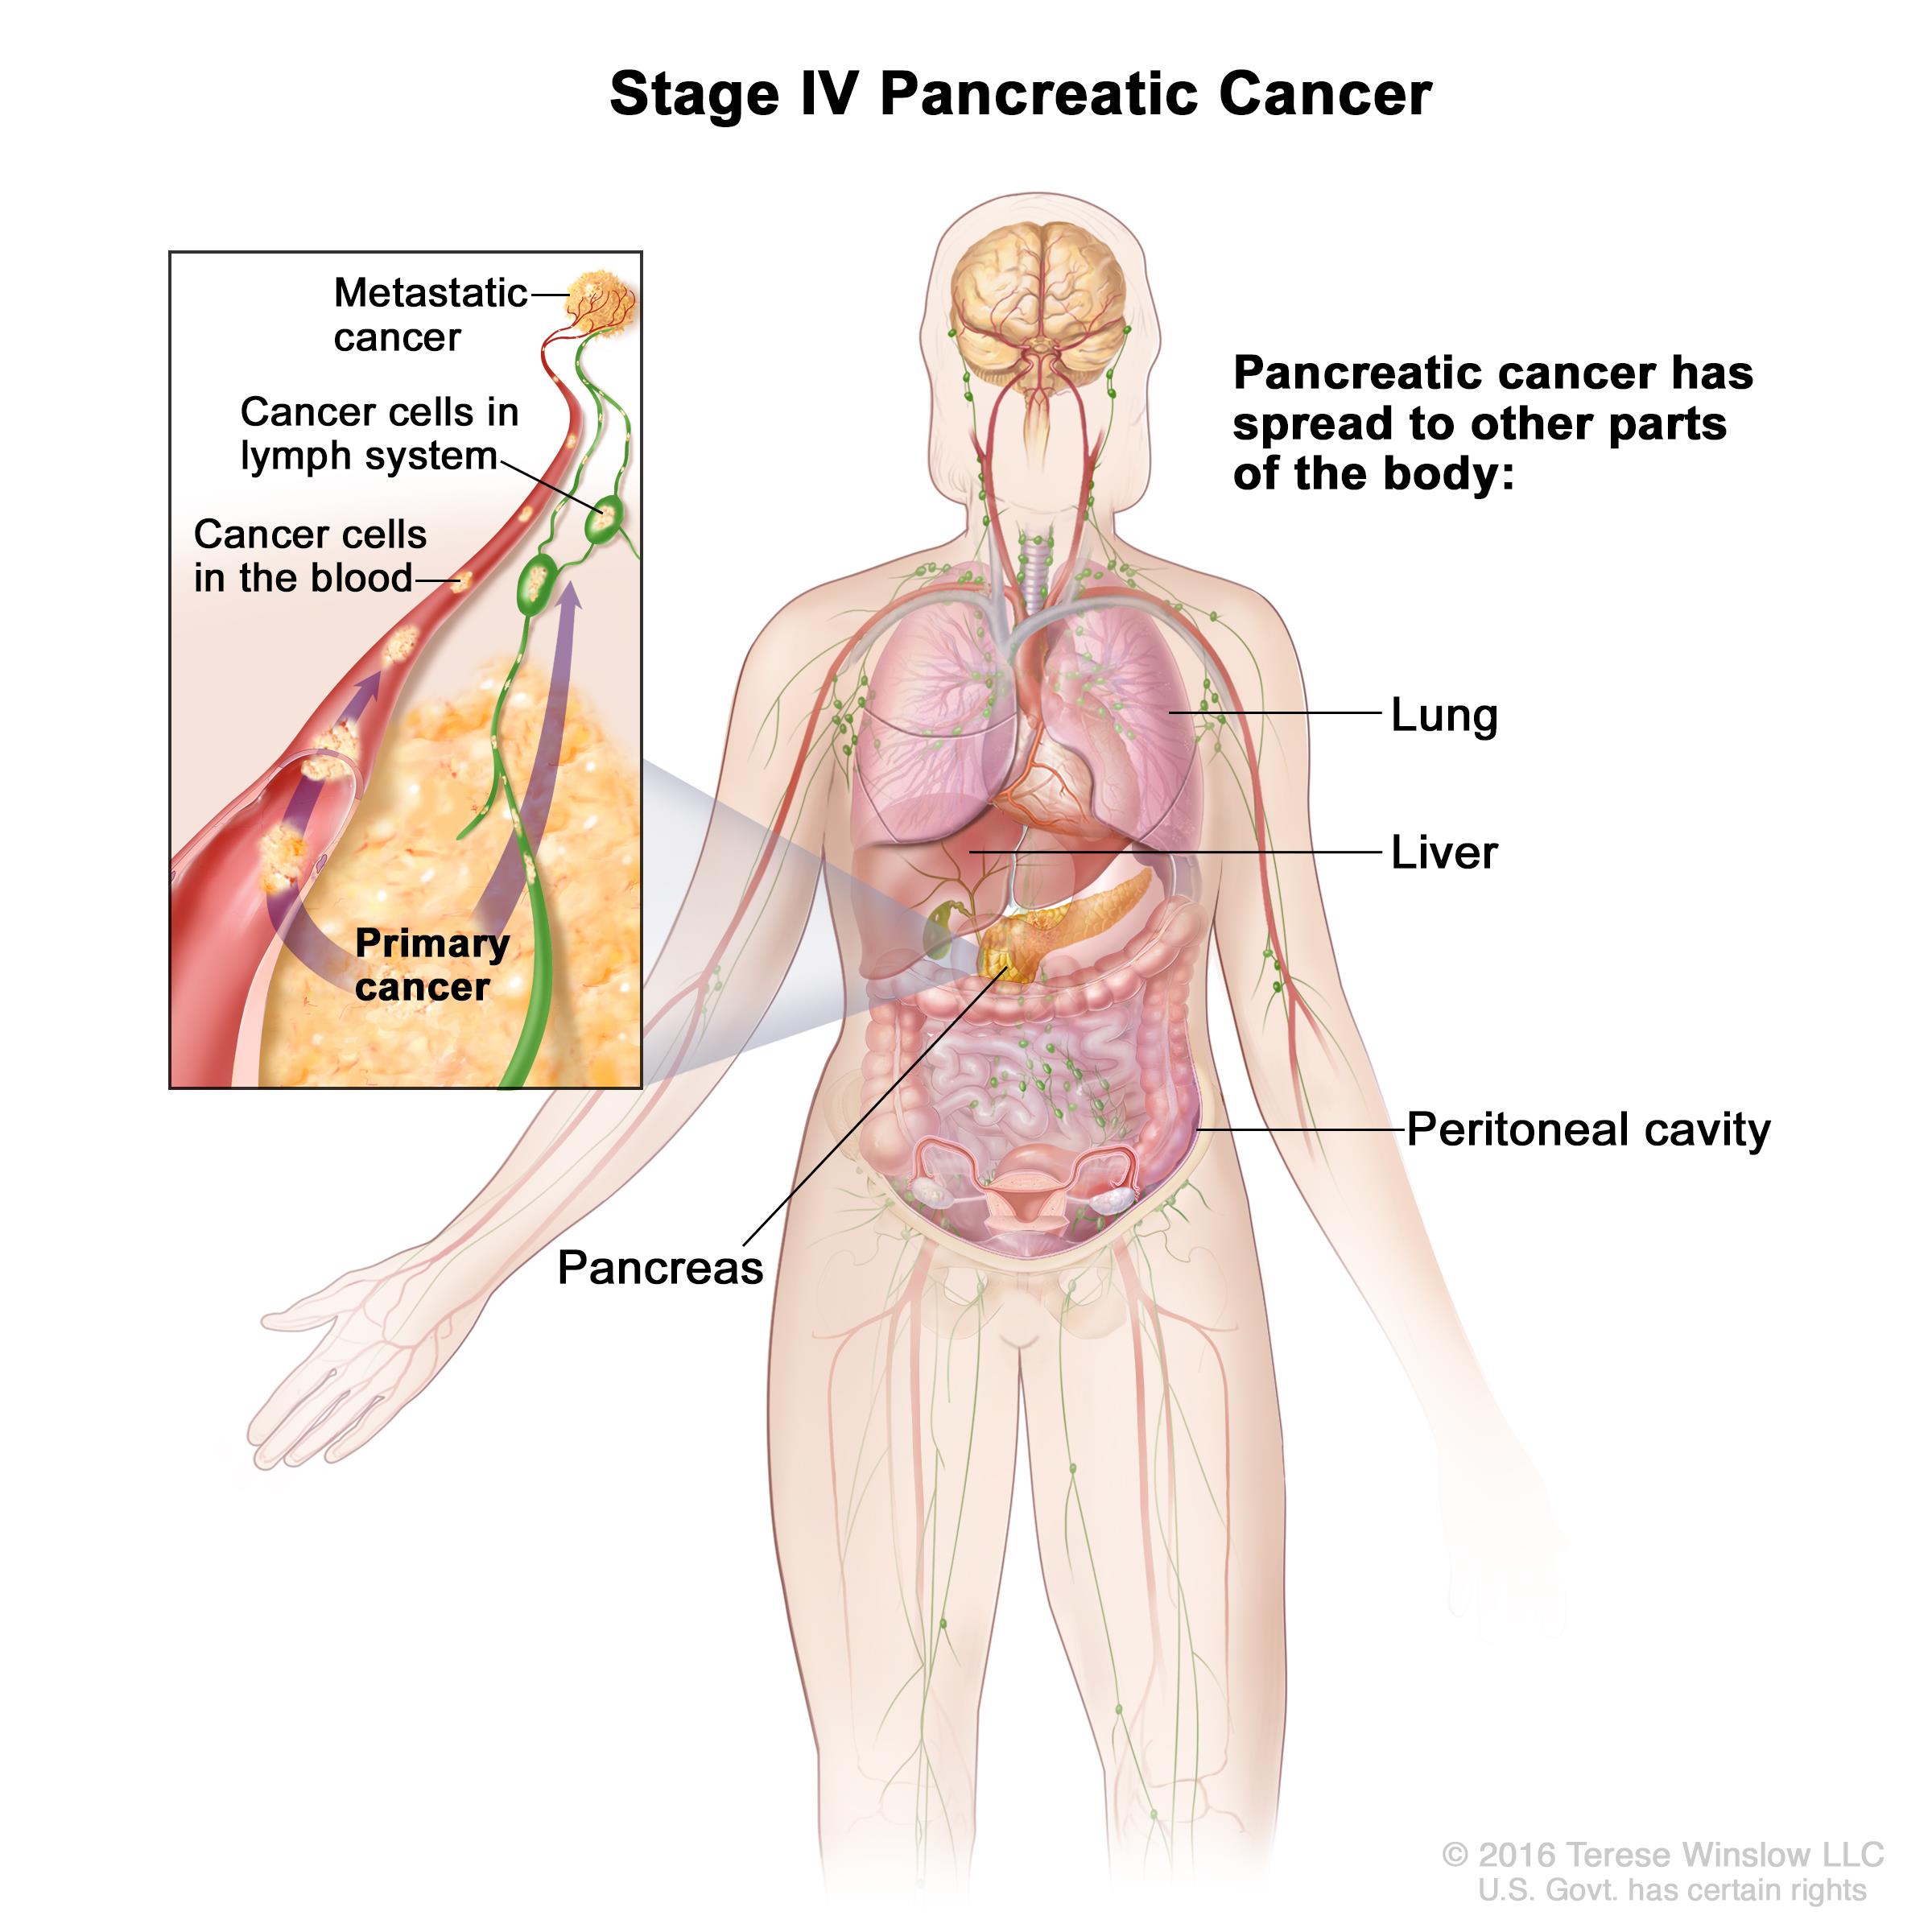 Stage IV Pancreatic Cancer
Metastatic
cancer
Cancer cells in
lymph system
Cancer cells
in the blood
Primary
cancer
Pancreatic cancer has
spread to other parts
of the body:
Lung
Liver
Peritoneal cavity
Pancreas
© 2016 Terese Winslow LLC
U.S. Govt. has certain rights